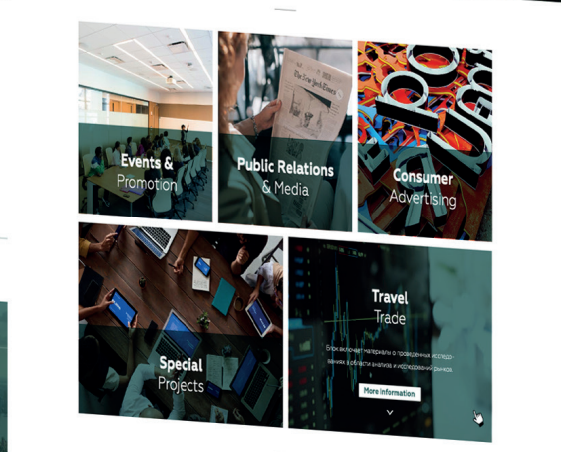 The New York Times
Events &
Promotion
Public Relations
& Media
Consumer
Advertising
Special
Projects
Travel
Trade
Блок включает материалы о проведенных исследо-
ваниях в области анализа и исследований рынков
More information